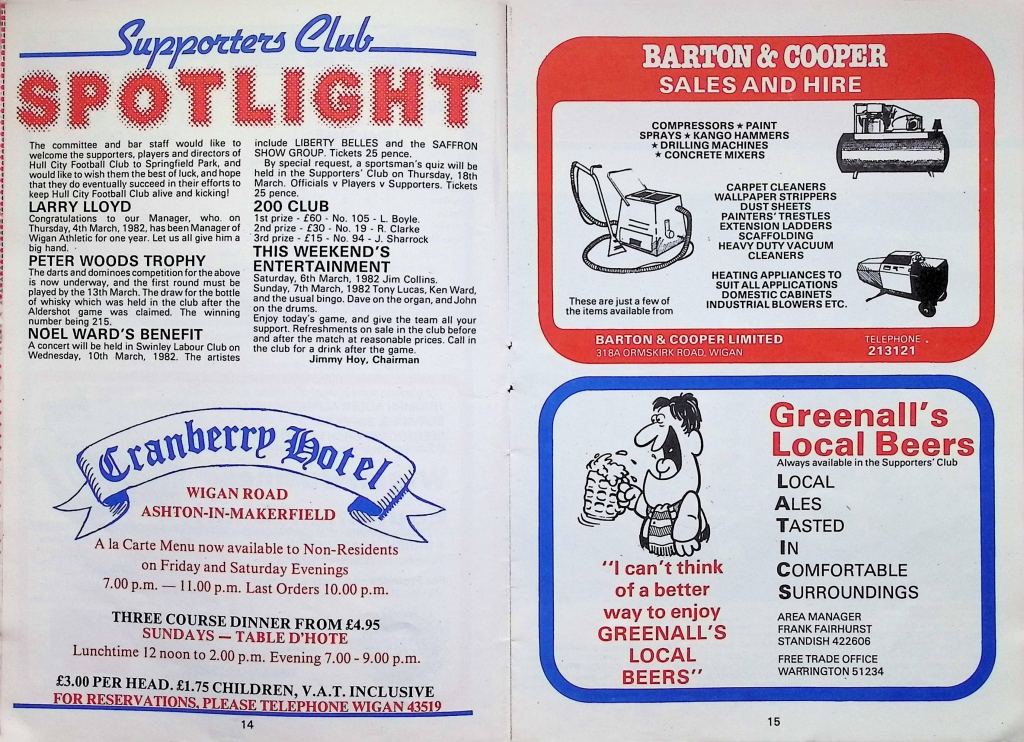 Supporters Club
SPOTLIGHT
The committee and bar staff would like to
welcome the supporters, players and directors of
Hull City Football Club to Springfield Park, and
would like to wish them the best of luck, and hope
that they do eventually succeed in their efforts to
keep Hull City Football Club alive and kicking!
LARRY LLOYD
Congratulations to our Manager, who, on
Thursday, 4th March, 1982, has been Manager of
Wigan Athletic for one year. Let us all give him a
big hand.
PETER WOODS TROPHY
The darts and dominoes competition for the above
is now underway, and the first round must be
played by the 13th March. The draw for the bottle
of whisky which was held in the club after the
Aldershot game was claimed. The winning
number being 215.
NOEL WARD'S BENEFIT
A concert will be held in Swinley Labour Club on
Wednesday, 10th March, 1982. The artistes
include LIBERTY BELLES and the SAFFRON
SHOW GROUP. Tickets 25 pence.
By special request, a sportsman's quiz will be
held in the Supporters' Club on Thursday, 18th
March. Officials v Players v Supporters. Tickets
25 pence.
200 CLUB
1st prize - £60 - No. 105 - L. Boyle.
2nd prize - £30 - No. 19 - R. Clarke
3rd prize - £15 - No. 94 - J. Sharrock
THIS WEEKEND'S
ENTERTAINMENT
Saturday, 6th March, 1982 Jim Collins.
Sunday, 7th March, 1982 Tony Lucas, Ken Ward,
and the usual bingo. Dave on the organ, and John
on the drums.
Enjoy today's game, and give the team all your
support. Refreshments on sale in the club before
and after the match at reasonable prices. Call in
the club for a drink after the game.
Jimmy Hoy, Chairman
Cranberry Hotel
WIGAN ROAD
ASHTON-IN-MAKERFIELD
A la Carte Menu now available to Non-Residents
on Friday and Saturday Evenings
7.00 p.m. — 11.00 p.m. Last Orders 10.00 p.m.
THREE COURSE DINNER FROM £4.95
SUNDAYS — TABLE D'HOTE
Lunchtime 12 noon to 2.00 p.m. Evening 7.00 - 9.00 p.m.
£3.00 PER HEAD. £1.75 CHILDREN, V.A.T. INCLUSIVE
FOR RESERVATIONS, PLEASE TELEPHONE WIGAN 43519
14
BARTON & COOPER
SALES AND HIRE
COMPRESSORS ★ PAINT
SPRAYS ★ KANGO HAMMERS
★ DRILLING MACHINES
★ CONCRETE MIXERS
CARPET CLEANERS
WALLPAPER STRIPPERS
DUST SHEETS
PAINTERS' TRESTLES
EXTENSION LADDERS
SCAFFOLDING
HEAVY DUTY VACUUM
CLEANERS
HEATING APPLIANCES TO
SUIT ALL APPLICATIONS
DOMESTIC CABINETS
INDUSTRIAL BLOWERS ETC.
These are just a few of
the items available from
BARTON & COOPER LIMITED
318A ORMSKIRK ROAD, WIGAN
TELEPHONE
213121
Greenall's
Local Beers
Always available in the Supporters' Club
LOCAL
ALES
TASTED
IN
COMFORTABLE
SURROUNDINGS
"I can't think
of a better
way to enjoy
GREENALL'S
LOCAL
BEERS"
AREA MANAGER
FRANK FAIRHURST
STANDISH 422606
FREE TRADE OFFICE
WARRINGTON 51234
15